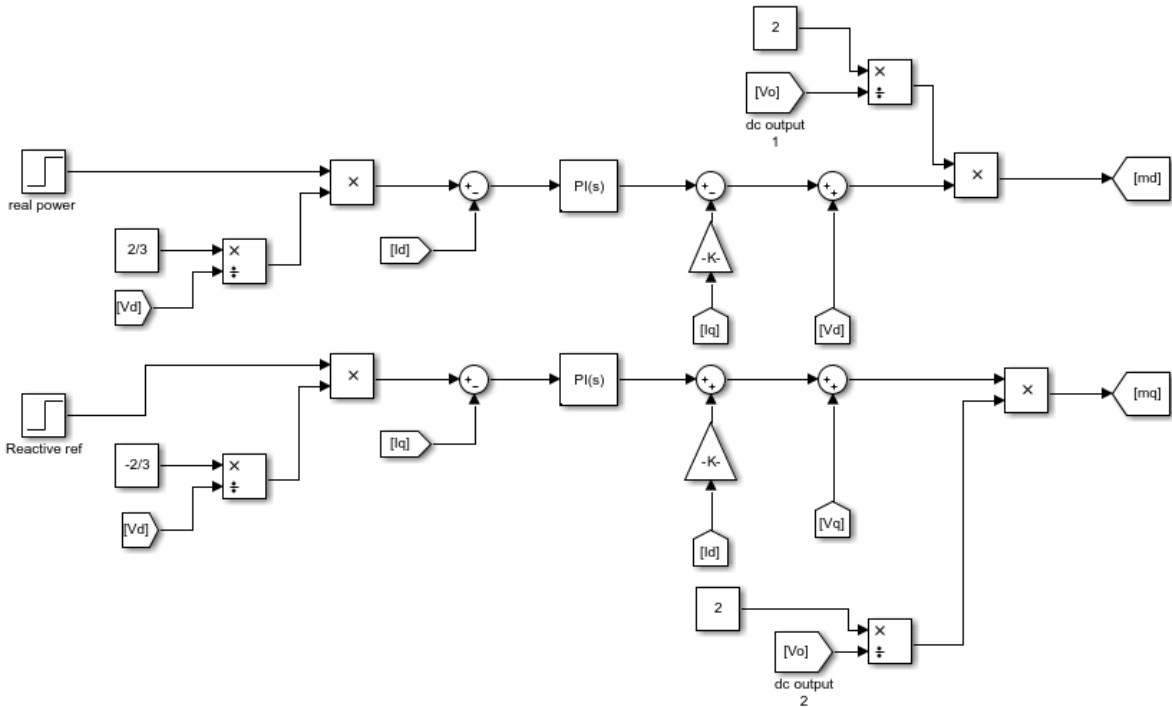 2
×
÷
[Vo]
dc output
1
real power
×
×
[md]
+
-
PI(s)
+
-
+
+
2/3
×
÷
[Id]
-K-
[Vd]
[Iq]
[Vd]
×
Reactive ref
+
-
PI(s)
+
+
+
+
×
[mq]
[Iq]
-2/3
×
÷
-K-
[Vd]
[Id]
[Vq]
2
×
÷
[Vo]
dc output
2